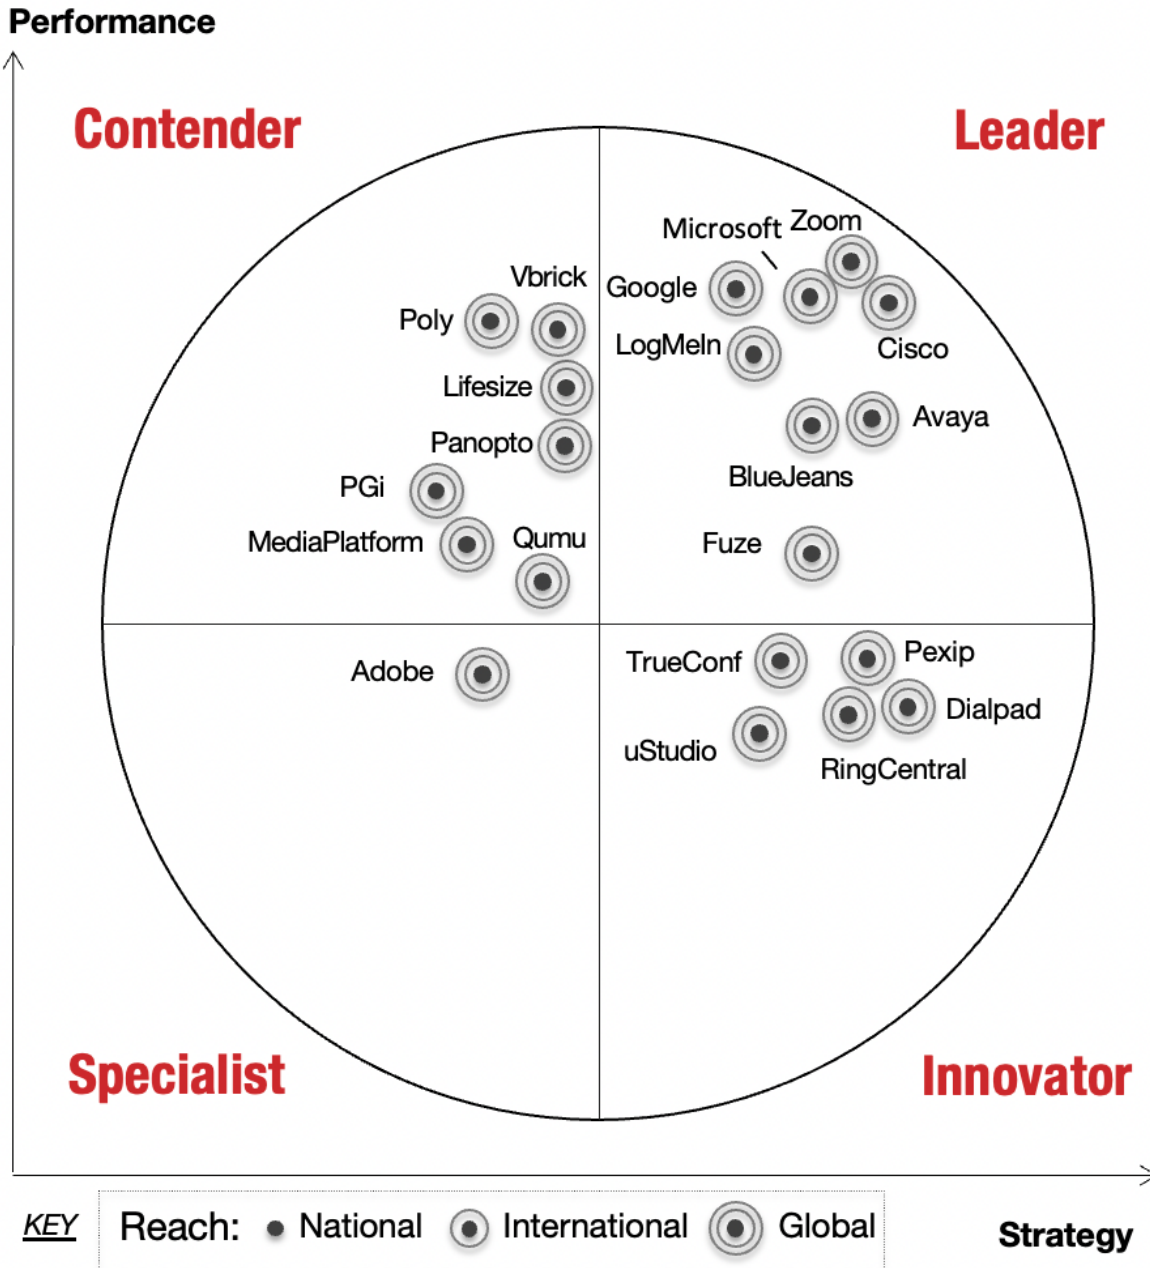 Performance
Contender
Leader
Microsoft
Zoom
Vbrick
Google
Poly
LogMeIn
Cisco
Lifesize
Avaya
Panopto
BlueJeans
PGi
MediaPlatform
Qumu
Fuze
Adobe
TrueConf
Pexip
Dialpad
uStudio
RingCentral
Specialist
Innovator
KEY
Reach: National International Global
Strategy